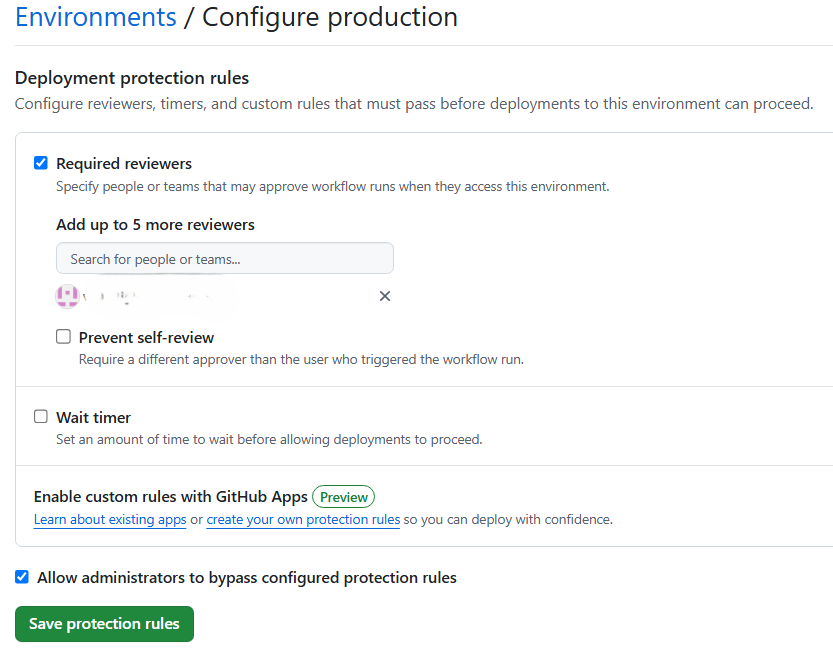 Environments / Configure production
Deployment protection rules
Configure reviewers, timers, and custom rules that must pass before deployments to this environment can proceed.
Required reviewers
Specify people or teams that may approve workflow runs when they access this environment.
Add up to 5 more reviewers
Search for people or teams...
Prevent self-review
Require a different approver than the user who triggered the workflow run.
Wait timer
Set an amount of time to wait before allowing deployments to proceed.
Enable custom rules with GitHub Apps Preview
Learn about existing apps or create your own protection rules so you can deploy with confidence.
Allow administrators to bypass configured protection rules
Save protection rules